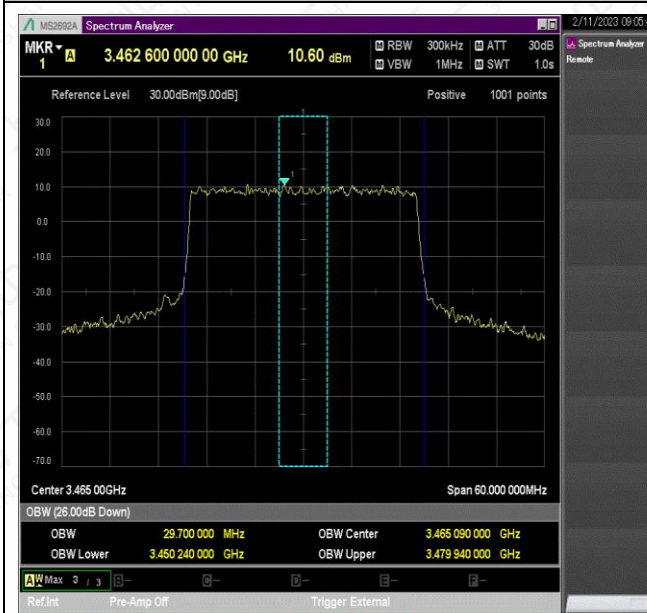 MS2692A Spectrum Analyzer
2/11/2023 09:05
MKR 1 A 3.462 600 000 00 GHz 10.60 dBm
M RBW 300kHz M ATT 30dB
M VBW 1MHz M SWT 1.0s
Spectrum Analyzer
Remote
Reference Level 30.00dBm[9.00dB] Positive 1001 points
30.0
20.0
1
10.0
0.0
-10.0
-20.0
-30.0
-40.0
-50.0
-60.0
-70.0
Center 3.465 00GHz Span 60.000 000MHz
OBW (26.00dB Down)
OBW 29.700 000 MHz OBW Center 3.465 090 000 GHz
OBW Lower 3.450 240 000 GHz OBW Upper 3.479 940 000 GHz
A W Max 3 / 3 B- C- D- E- F-
Ref.Int Pre-Amp Off Trigger External